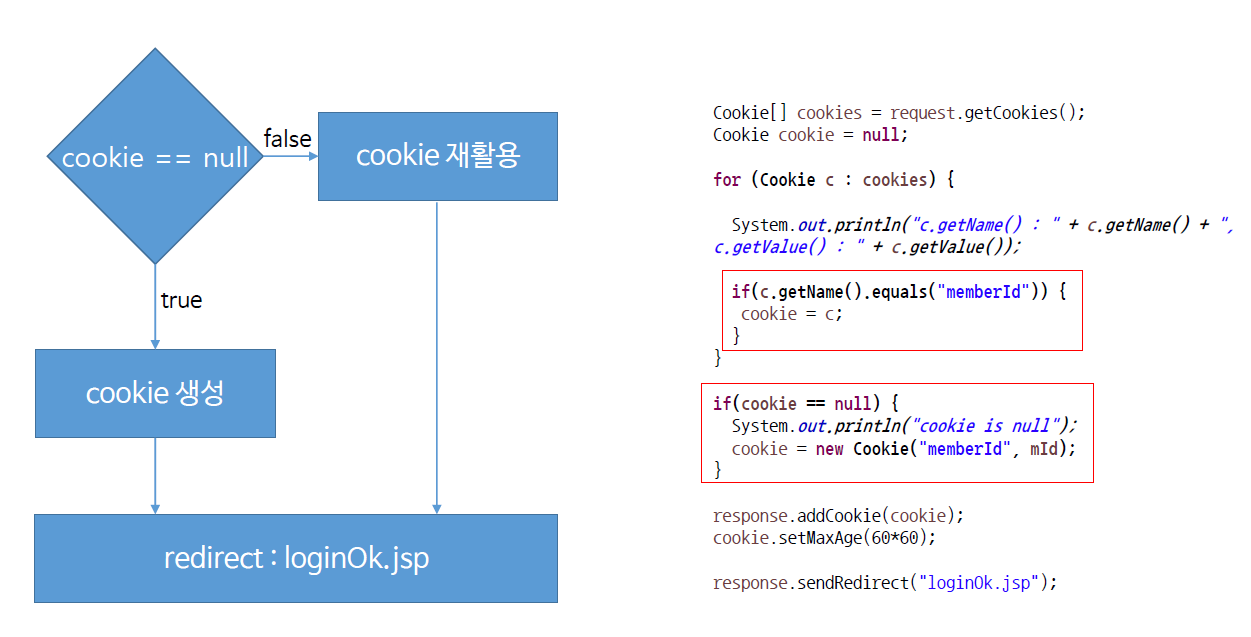 cookie == null
false
cookie 재활용
true
cookie 생성
redirect : loginOk.jsp
Cookie[] cookies = request.getCookies();
Cookie cookie = null;
for (Cookie c : cookies) {
System.out.println("c.getName() : " + c.getName() + ",
c.getValue() : " + c.getValue());
if(c.getName().equals("memberId")) {
cookie = c;
}
}
if(cookie == null) {
System.out.println("cookie is null");
cookie = new Cookie("memberId", mId);
}
response.addCookie(cookie);
cookie.setMaxAge(60*60);
response.sendRedirect("loginOk.jsp");